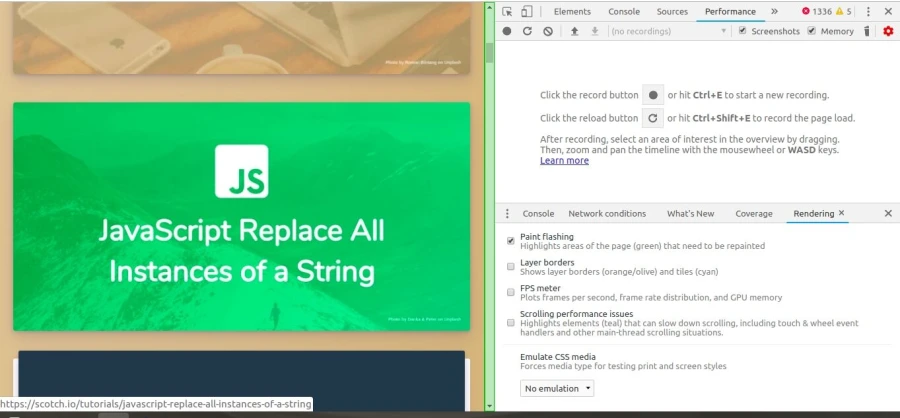 Photo by Andrew Neel on Unsplash
JS
JavaScript Replace All
Instances of a String
https://scotch.io/tutorials/javascript-replace-all-instances-of-a-string
Elements Console Sources Performance » 1336 5
(no recordings) Screenshots Memory
Click the record button or hit Ctrl+E to start a new recording.
Click the reload button or hit Ctrl+Shift+E to record the page load.
After recording, select an area of interest in the overview by dragging.
Then, zoom and pan the timeline with the mousewheel or WASD keys.
Learn more
Console Network conditions What's New Coverage Rendering
Paint flashing
Highlights areas of the page (green) that need to be repainted
Layer borders
Shows layer borders (orange/olive) and tiles (cyan)
FPS meter
Plots frames per second, frame rate distribution, and GPU memory
Scrolling performance issues
Highlights elements (teal) that can slow down scrolling, including touch & wheel event
handlers and other main-thread scrolling situations.
Emulate CSS media
Forces media type for testing print and screen styles
No emulation